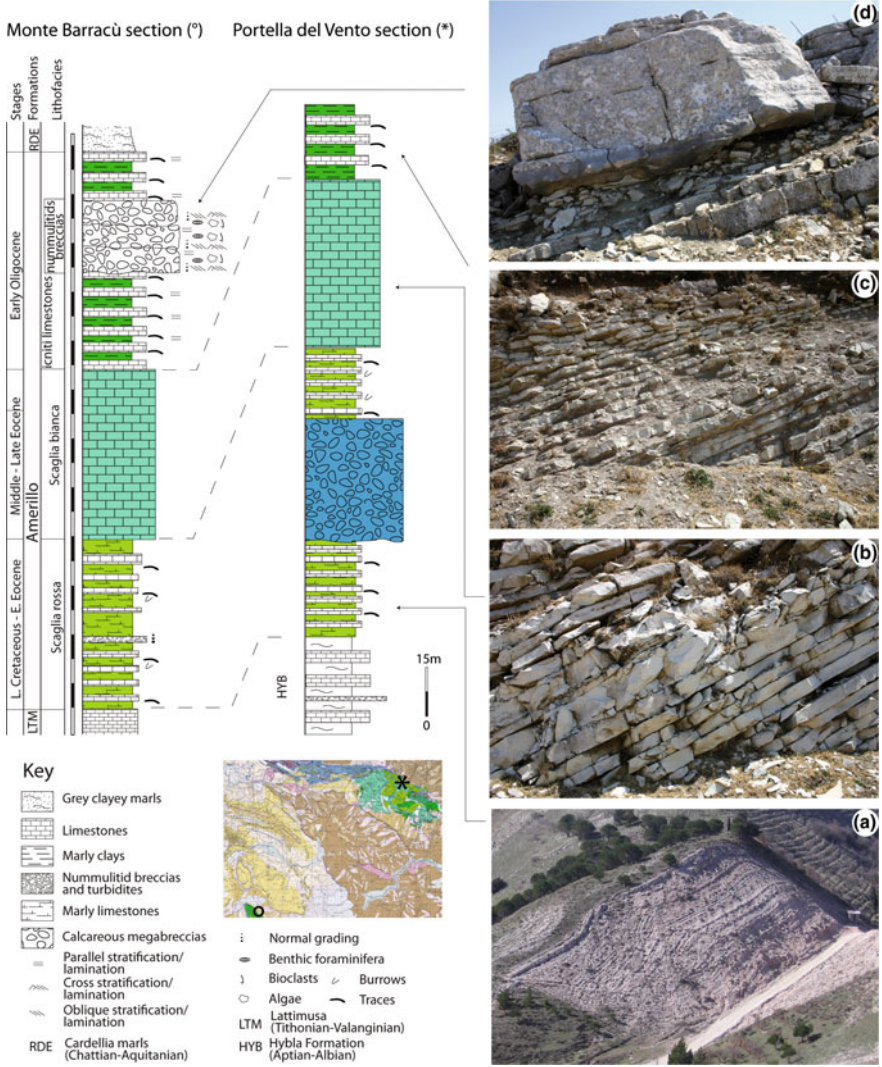 Monte Barracù section (°)
Portella del Vento section (*)
Stages
Formations
Lithofacies
RDE
Early Oligocene
Middle - Late Eocene
L. Cretaceous - E. Eocene
Amerillo
nummulitids
breccias
icniti limestones
Scaglia bianca
Scaglia rossa
LTM
HYB
15m
0
(d)
(c)
(b)
(a)
Key
Grey clayey marls
Limestones
Marly clays
Nummulitid breccias
and turbidites
Marly limestones
Calcareous megabreccias
Parallel stratification/
lamination
Cross stratification/
lamination
Oblique stratification/
lamination
RDE Cardellia marls
(Chattian-Aquitanian)
*
o
Normal grading
Benthic foraminifera
Bioclasts
Burrows
Algae
Traces
LTM Lattimusa
(Tithonian-Valanginian)
HYB Hybla Formation
(Aptian-Albian)